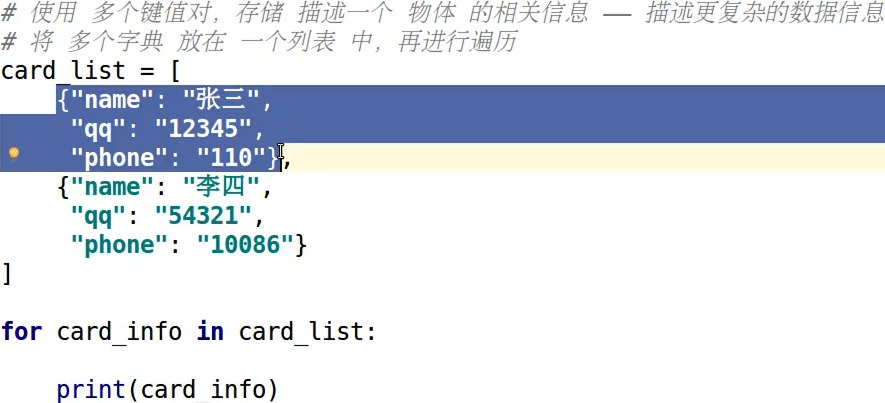 # 使用 多个键值对，存储 描述一个 物体 的相关信息 —— 描述更复杂的数据信息
# 将 多个字典 放在 一个列表 中，再进行遍历
card_list = [
    {"name": "张三",
     "qq": "12345",
     "phone": "110"},
    {"name": "李四",
     "qq": "54321",
     "phone": "10086"}
]
for card_info in card_list:
    print(card_info)